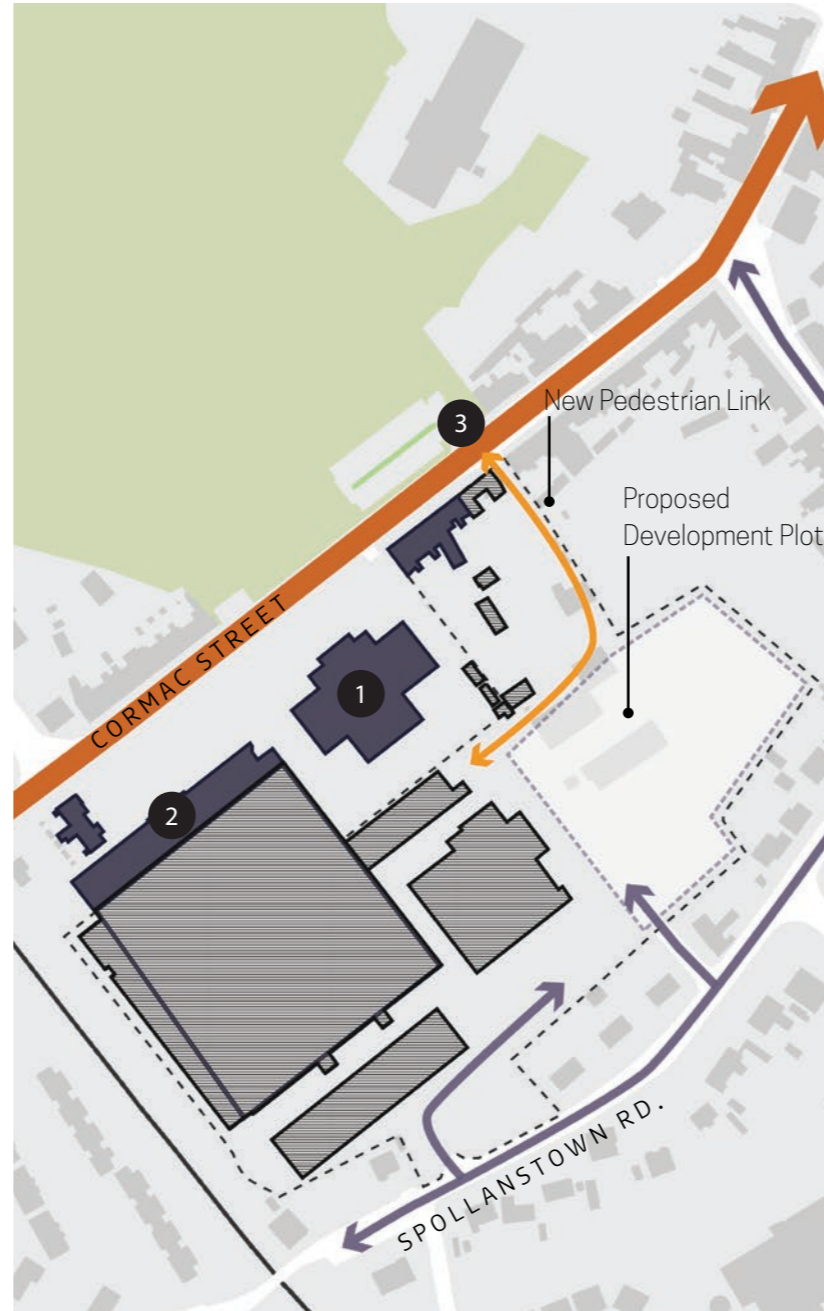 3
New Pedestrian Link
Proposed
Development Plot
CORMAC STREET
1
2
SPOLLANSTOWN RD.